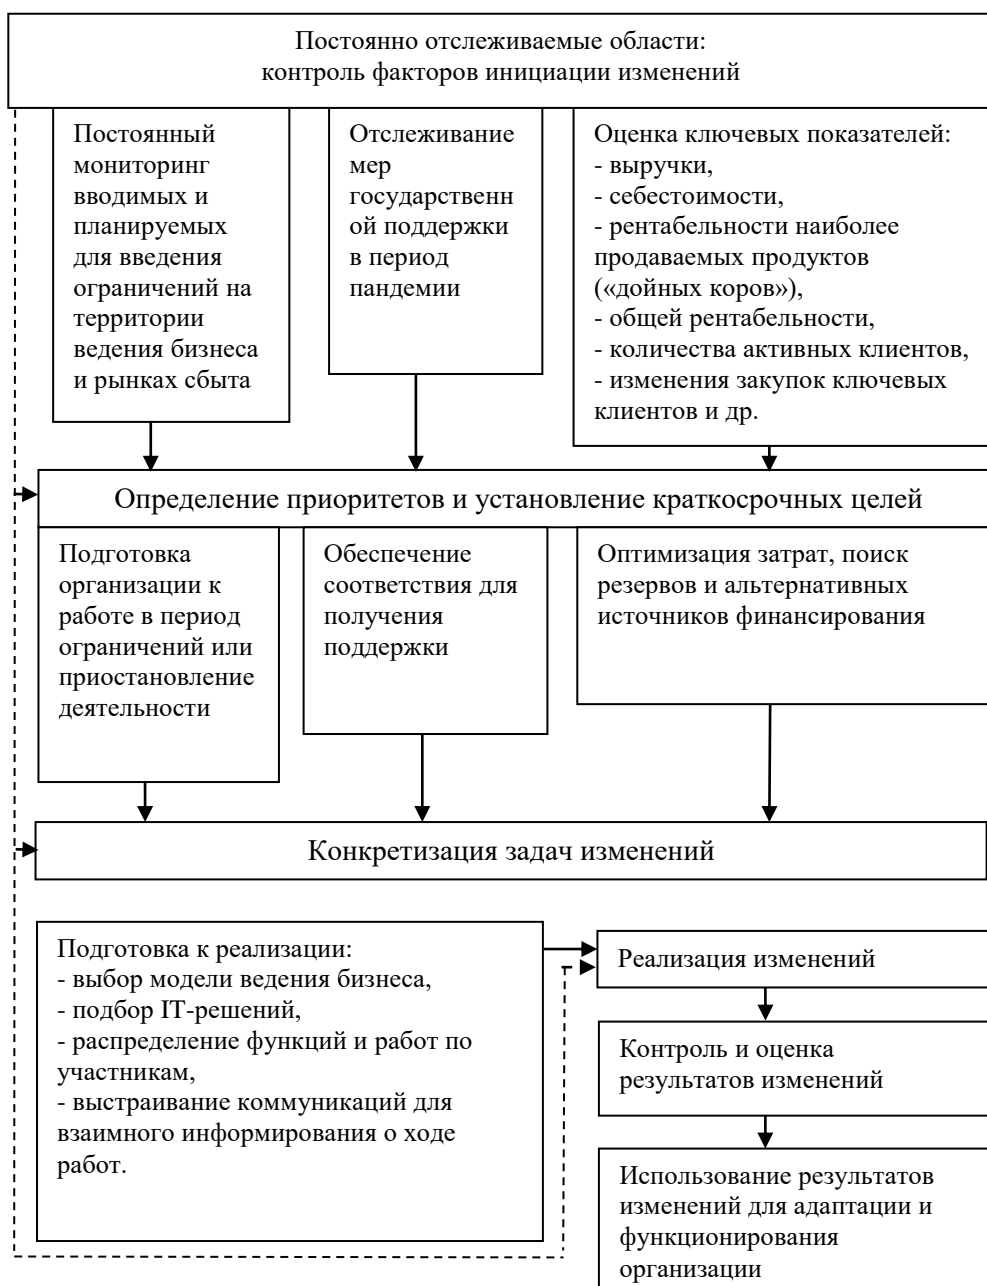 Постоянно отслеживаемые области:
контроль факторов инициации изменений
Постоянный
мониторинг
вводимых и
планируемых
для введения
ограничений на
территории
ведения бизнеса
и рынках сбыта
Отслеживание
мер
государственн
ой поддержки
в период
пандемии
Оценка ключевых показателей:
- выручки,
- себестоимости,
- рентабельности наиболее
продаваемых продуктов
(«дойных коров»),
- общей рентабельности,
- количества активных клиентов,
- изменения закупок ключевых
клиентов и др.
Определение приоритетов и установление краткосрочных целей
Подготовка
организации к
работе в период
ограничений или
приостановление
деятельности
Обеспечение
соответствия для
получения
поддержки
Оптимизация затрат, поиск
резервов и альтернативных
источников финансирования
Конкретизация задач изменений
Подготовка к реализации:
- выбор модели ведения бизнеса,
- подбор IT-решений,
- распределение функций и работ по
участникам,
- выстраивание коммуникаций для
взаимного информирования о ходе
работ.
Реализация изменений
Контроль и оценка
результатов изменений
Использование результатов
изменений для адаптации и
функционирования
организации